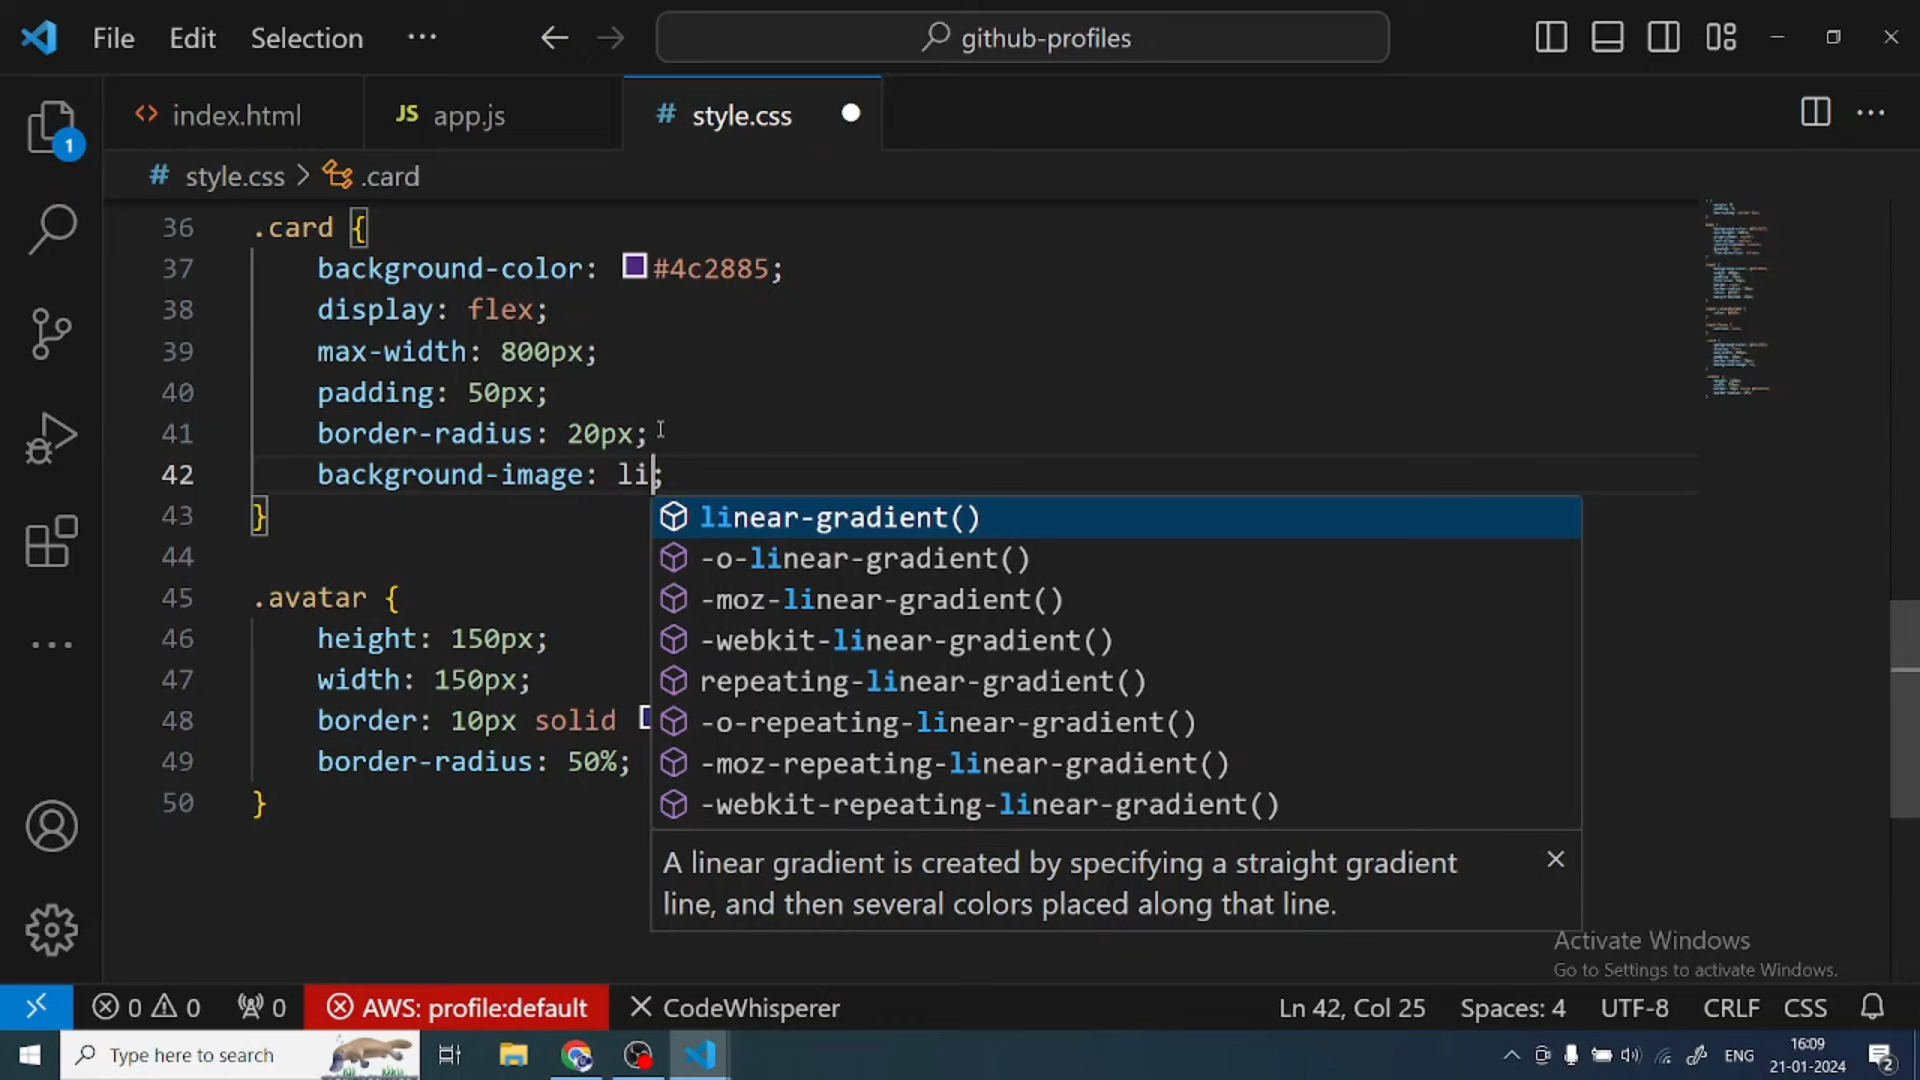 File Edit Selection ··· github-profiles
index.html JS app.js # style.css
1
# style.css > .card
36 .card {
37 background-color: #4c2885;
38 display: flex;
39 max-width: 800px;
40 padding: 50px;
41 border-radius: 20px;
42 background-image: li;
43 }
linear-gradient()
44
-o-linear-gradient()
45 .avatar {
-moz-linear-gradient()
46 height: 150px;
-webkit-linear-gradient()
47 width: 150px;
repeating-linear-gradient()
48 border: 10px solid
-o-repeating-linear-gradient()
49 border-radius: 50%;
-moz-repeating-linear-gradient()
50 }
-webkit-repeating-linear-gradient()
A linear gradient is created by specifying a straight gradient
line, and then several colors placed along that line.
Activate Windows
Go to Settings to activate Windows.
0 0 0 AWS: profile:default CodeWhisperer Ln 42, Col 25 Spaces: 4 UTF-8 CRLF CSS
Type here to search ENG 16:09
21-01-2024 2